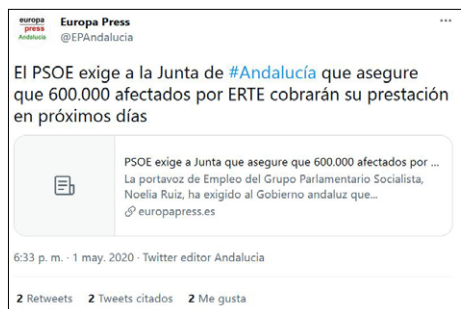 europa
press
Andalucía
Europa Press
@EPAndalucia
El PSOE exige a la Junta de #Andalucía que asegure
que 600.000 afectados por ERTE cobrarán su prestación
en próximos días
PSOE exige a Junta que asegure que 600.000 afectados por ...
La portavoz de Empleo del Grupo Parlamentario Socialista,
Noelia Ruiz, ha exigido al Gobierno andaluz que...
europapress.es
6:33 p. m. · 1 may. 2020 · Twitter editor Andalucia
2 Retweets 2 Tweets citados 2 Me gusta